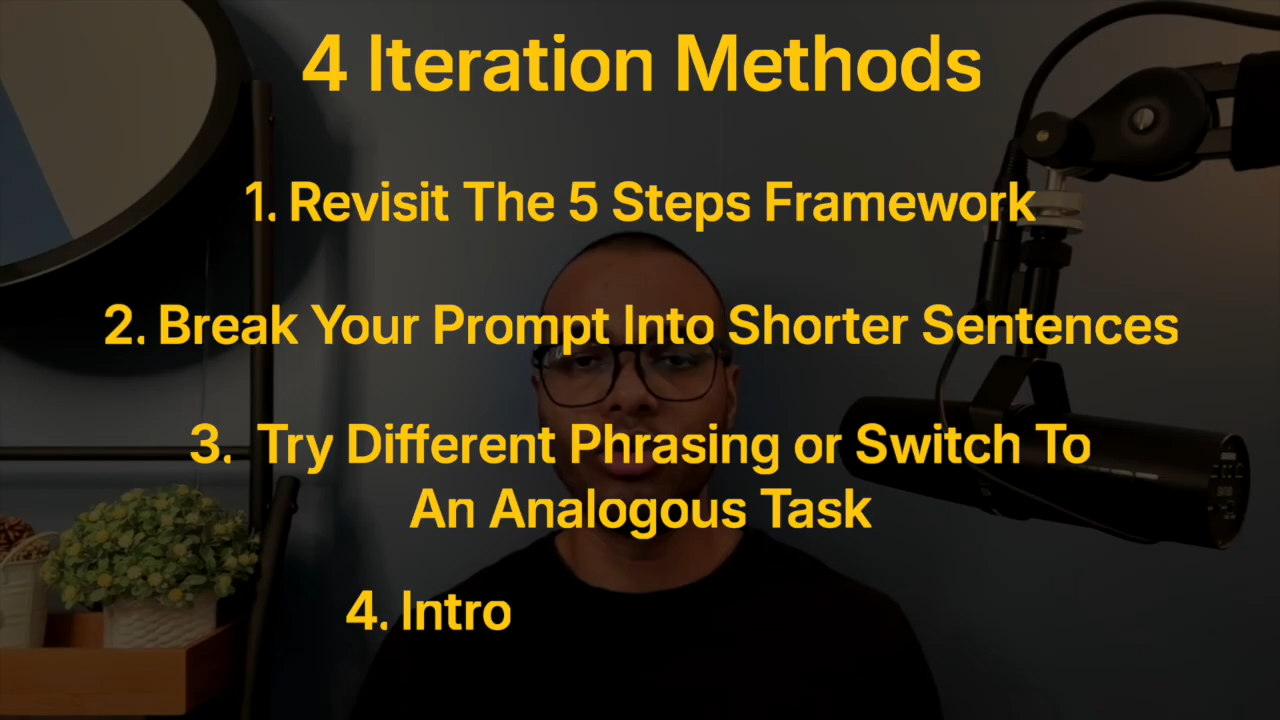 4 Iteration Methods
1. Revisit The 5 Steps Framework
2. Break Your Prompt Into Shorter Sentences
3. Try Different Phrasing or Switch To
An Analogous Task
4. Intro